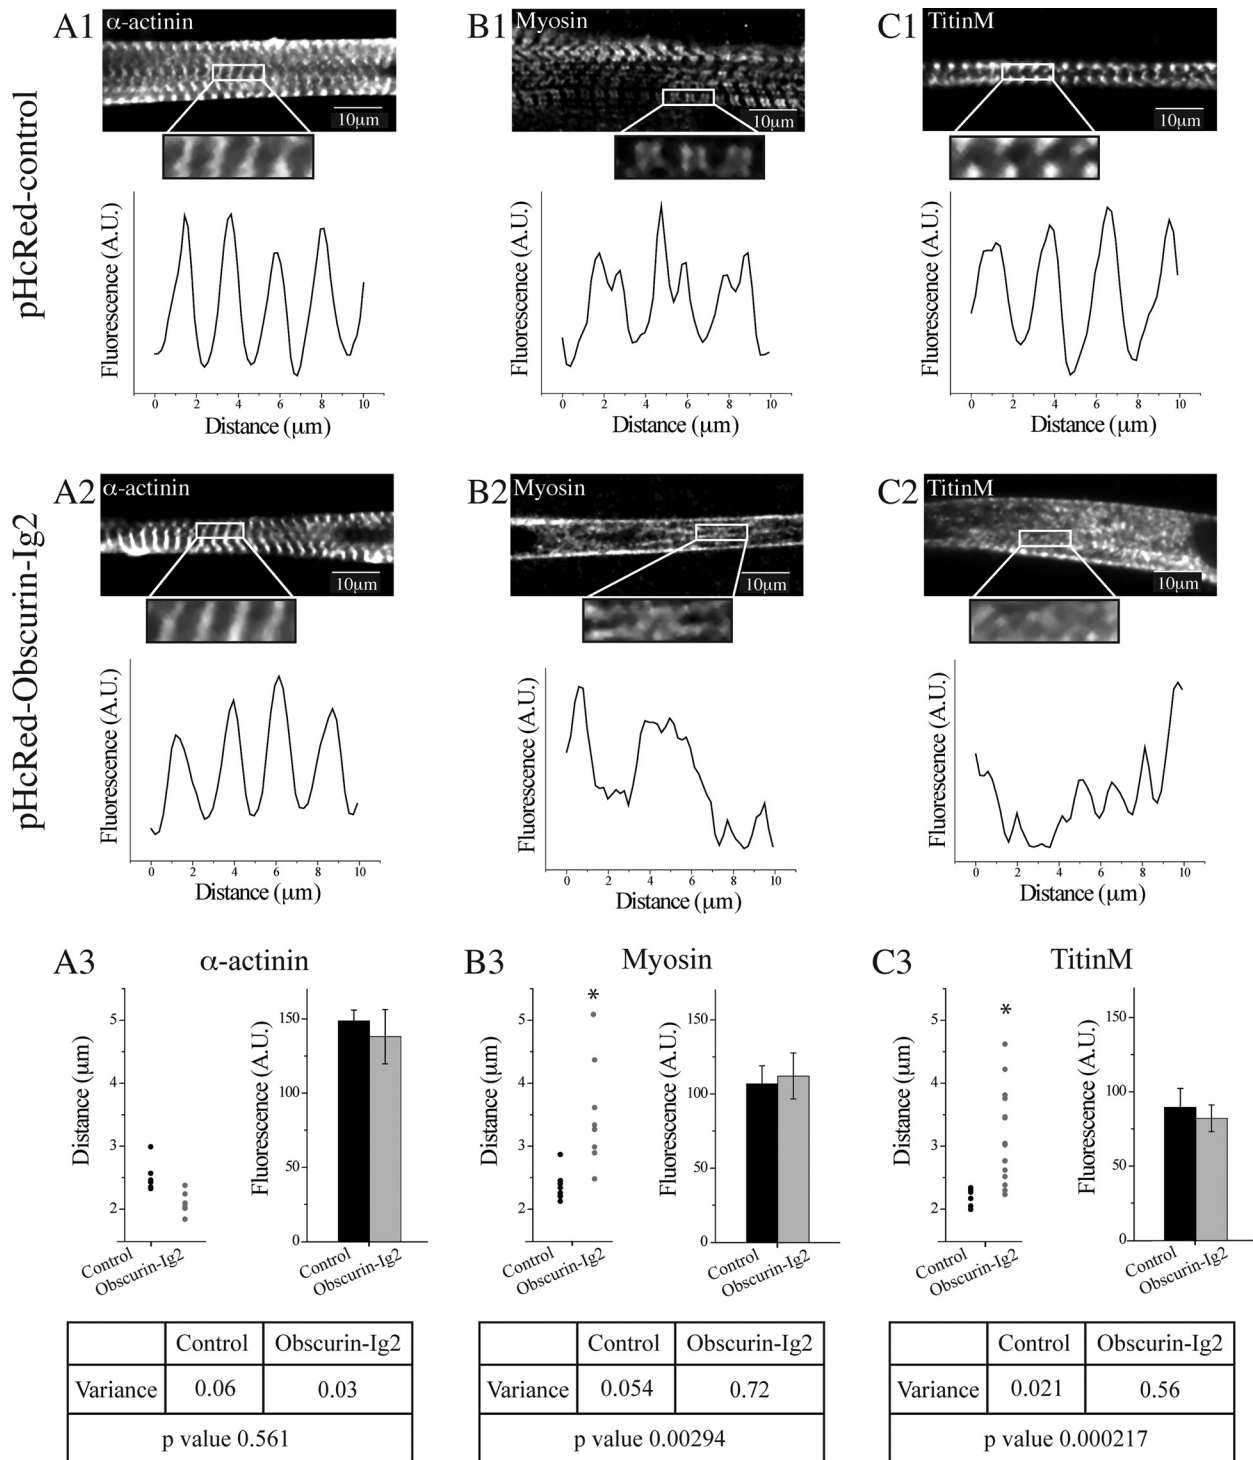 pHcRed-control
A1
α-actinin
10μm
Fluorescence (A.U.)
0 2 4 6 8 10
Distance (μm)
B1
Myosin
10μm
Fluorescence (A.U.)
0 2 4 6 8 10
Distance (μm)
C1
TitinM
10μm
Fluorescence (A.U.)
0 2 4 6 8 10
Distance (μm)
pHcRed-Obscurin-Ig2
A2
α-actinin
10μm
Fluorescence (A.U.)
0 2 4 6 8 10
Distance (μm)
B2
Myosin
10μm
Fluorescence (A.U.)
0 2 4 6 8 10
Distance (μm)
C2
TitinM
10μm
Fluorescence (A.U.)
0 2 4 6 8 10
Distance (μm)
A3
α-actinin
Distance (μm)
5
4
3
2
Control
Obscurin-Ig2
Fluorescence (A.U.)
150
100
50
0
Control
Obscurin-Ig2
Control Obscurin-Ig2
Variance 0.06 0.03
p value 0.561
B3
Myosin
*
Distance (μm)
5
4
3
2
Control
Obscurin-Ig2
Fluorescence (A.U.)
150
100
50
0
Control
Obscurin-Ig2
Control Obscurin-Ig2
Variance 0.054 0.72
p value 0.00294
C3
TitinM
*
Distance (μm)
5
4
3
2
Control
Obscurin-Ig2
Fluorescence (A.U.)
150
100
50
0
Control
Obscurin-Ig2
Control Obscurin-Ig2
Variance 0.021 0.56
p value 0.000217